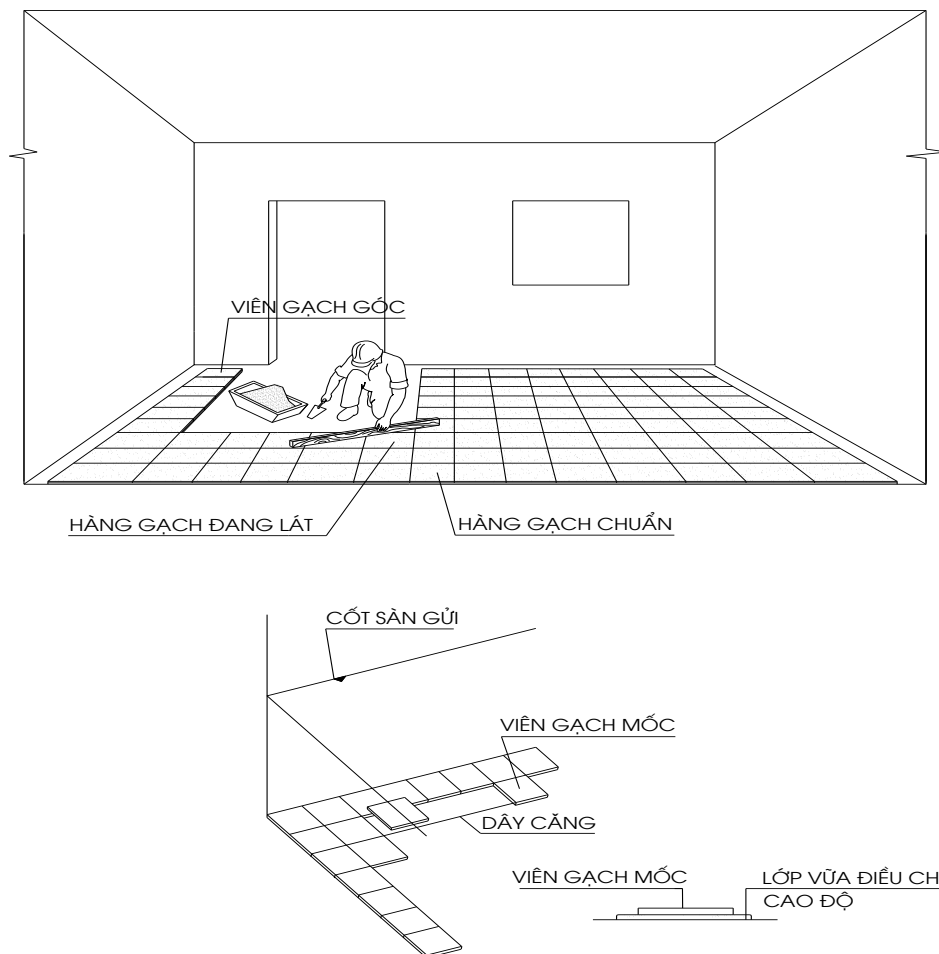 VIÊN GẠCH GÓC
HÀNG GẠCH ĐANG LÁT
HÀNG GẠCH CHUẨN
CỐT SÀN GỬI
VIÊN GẠCH MỐC
DÂY CĂNG
VIÊN GẠCH MỐC
LỚP VỮA ĐIỀU CH
CAO ĐỘ